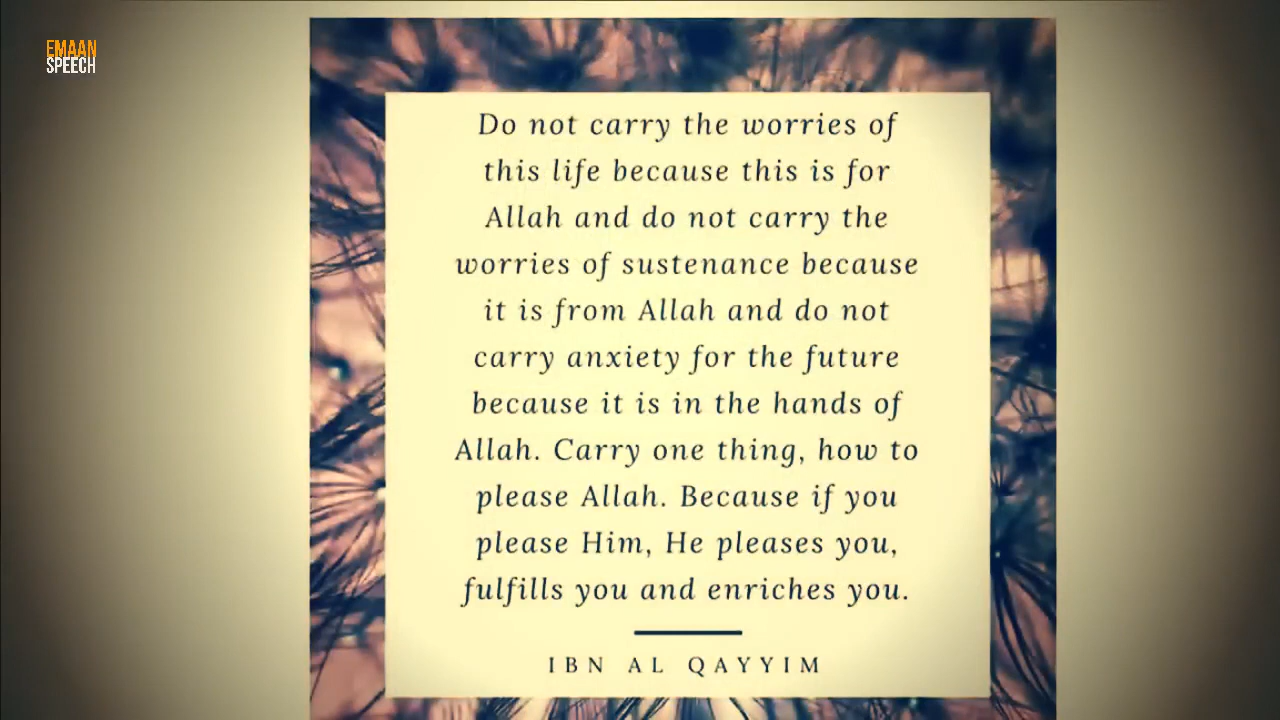 EMAAN
SPEECH
Do not carry the worries of
this life because this is for
Allah and do not carry the
worries of sustenance because
it is from Allah and do not
carry anxiety for the future
because it is in the hands of
Allah. Carry one thing, how to
please Allah. Because if you
please Him, He pleases you,
fulfills you and enriches you.
IBN AL QAYYIM